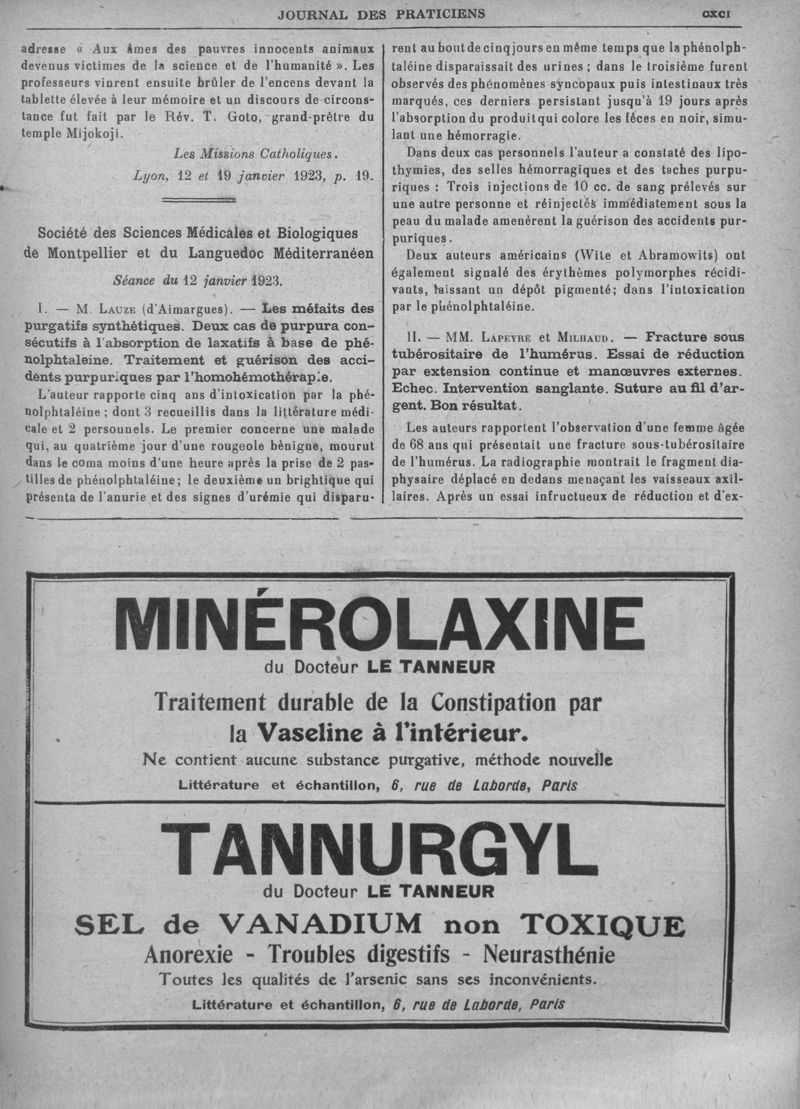 JOURNAL DES PRATICIENS
CXCI
adresse « Aux âmes des pauvres innocents animaux
devenus victimes de la science et de l'humanité ». Les
professeurs vinrent ensuite brûler de l'encens devant la
tablette élevée à leur mémoire et un discours de circons-
tance fut fait par le Rév. T. Goto, grand-prêtre du
temple Mijokoji.
Les Missions Catholiques.
Lyon, 12 et 19 janvier 1923, p. 19.
Société des Sciences Médicales et Biologiques
de Montpellier et du Languedoc Méditerranéen
Séance du 12 janvier 1923.
I. — M. LAUZE (d'Aimargues). — Les méfaits des
purgatifs synthétiques. Deux cas de purpura con-
sécutifs à l'absorption de laxatifs à base de phé-
nolphtaleine. Traitement et guérison des acci-
dents purpuriques par l'homohémothérapie.
L'auteur rapporte cinq ans d'intoxication par la phé-
nolphtaléine ; dont 3 recueillis dans la littérature médi-
cale et 2 personnels. Le premier concerne une malade
qui, au quatrième jour d'une rougeole bénigne, mourut
dans le coma moins d'une heure après la prise de 2 pas-
tilles de phénolphtaléine ; le deuxième un brightique qui
présenta de l'anurie et des signes d'urémie qui disparu-
rent au bout de cinq jours en même temps que la phénolph-
taléine disparaissait des urines ; dans le troisième furent
observés des phénomènes syncopaux puis intestinaux très
marqués, ces derniers persistant jusqu'à 19 jours après
l'absorption du produit qui colore les fèces en noir, simu-
lant une hémorragie.
Dans deux cas personnels l'auteur a constaté des lipo-
thymies, des selles hémorragiques et des taches purpu-
riques : Trois injections de 10 cc. de sang prélevés sur
une autre personne et réinjectés immédiatement sous la
peau du malade amenèrent la guérison des accidents pur-
puriques.
Deux auteurs américains (Wite et Abramowits) ont
également signalé des érythèmes polymorphes récidi-
vants, laissant un dépôt pigmenté; dans l'intoxication
par le phénolphtaléine.
II. — MM. LAPEYRE et MILHAUD. — Fracture sous
tubérositaire de l'humérus. Essai de réduction
par extension continue et manœuvres externes.
Echec. Intervention sanglante. Suture au fil d'ar-
gent. Bon résultat.
Les auteurs rapportent l'observation d'une femme âgée
de 68 ans qui présentait une fracture sous-tubérositaire
de l'humérus. La radiographie montrait le fragment dia-
physaire déplacé en dedans menaçant les vaisseaux axil-
laires. Après un essai infructueux de réduction et d'ex-
MINÉROLAXINE
du Docteur LE TANNEUR
Traitement durable de la Constipation par
la Vaseline à l'intérieur.
Ne contient aucune substance purgative, méthode nouvelle
Littérature et échantillon, 6, rue de Laborde, Paris
TANNURGYL
du Docteur LE TANNEUR
SEL de VANADIUM non TOXIQUE
Anorexie - Troubles digestifs - Neurasthénie
Toutes les qualités de l'arsenic sans ses inconvénients.
Littérature et échantillon, 6, rue de Laborde, Paris